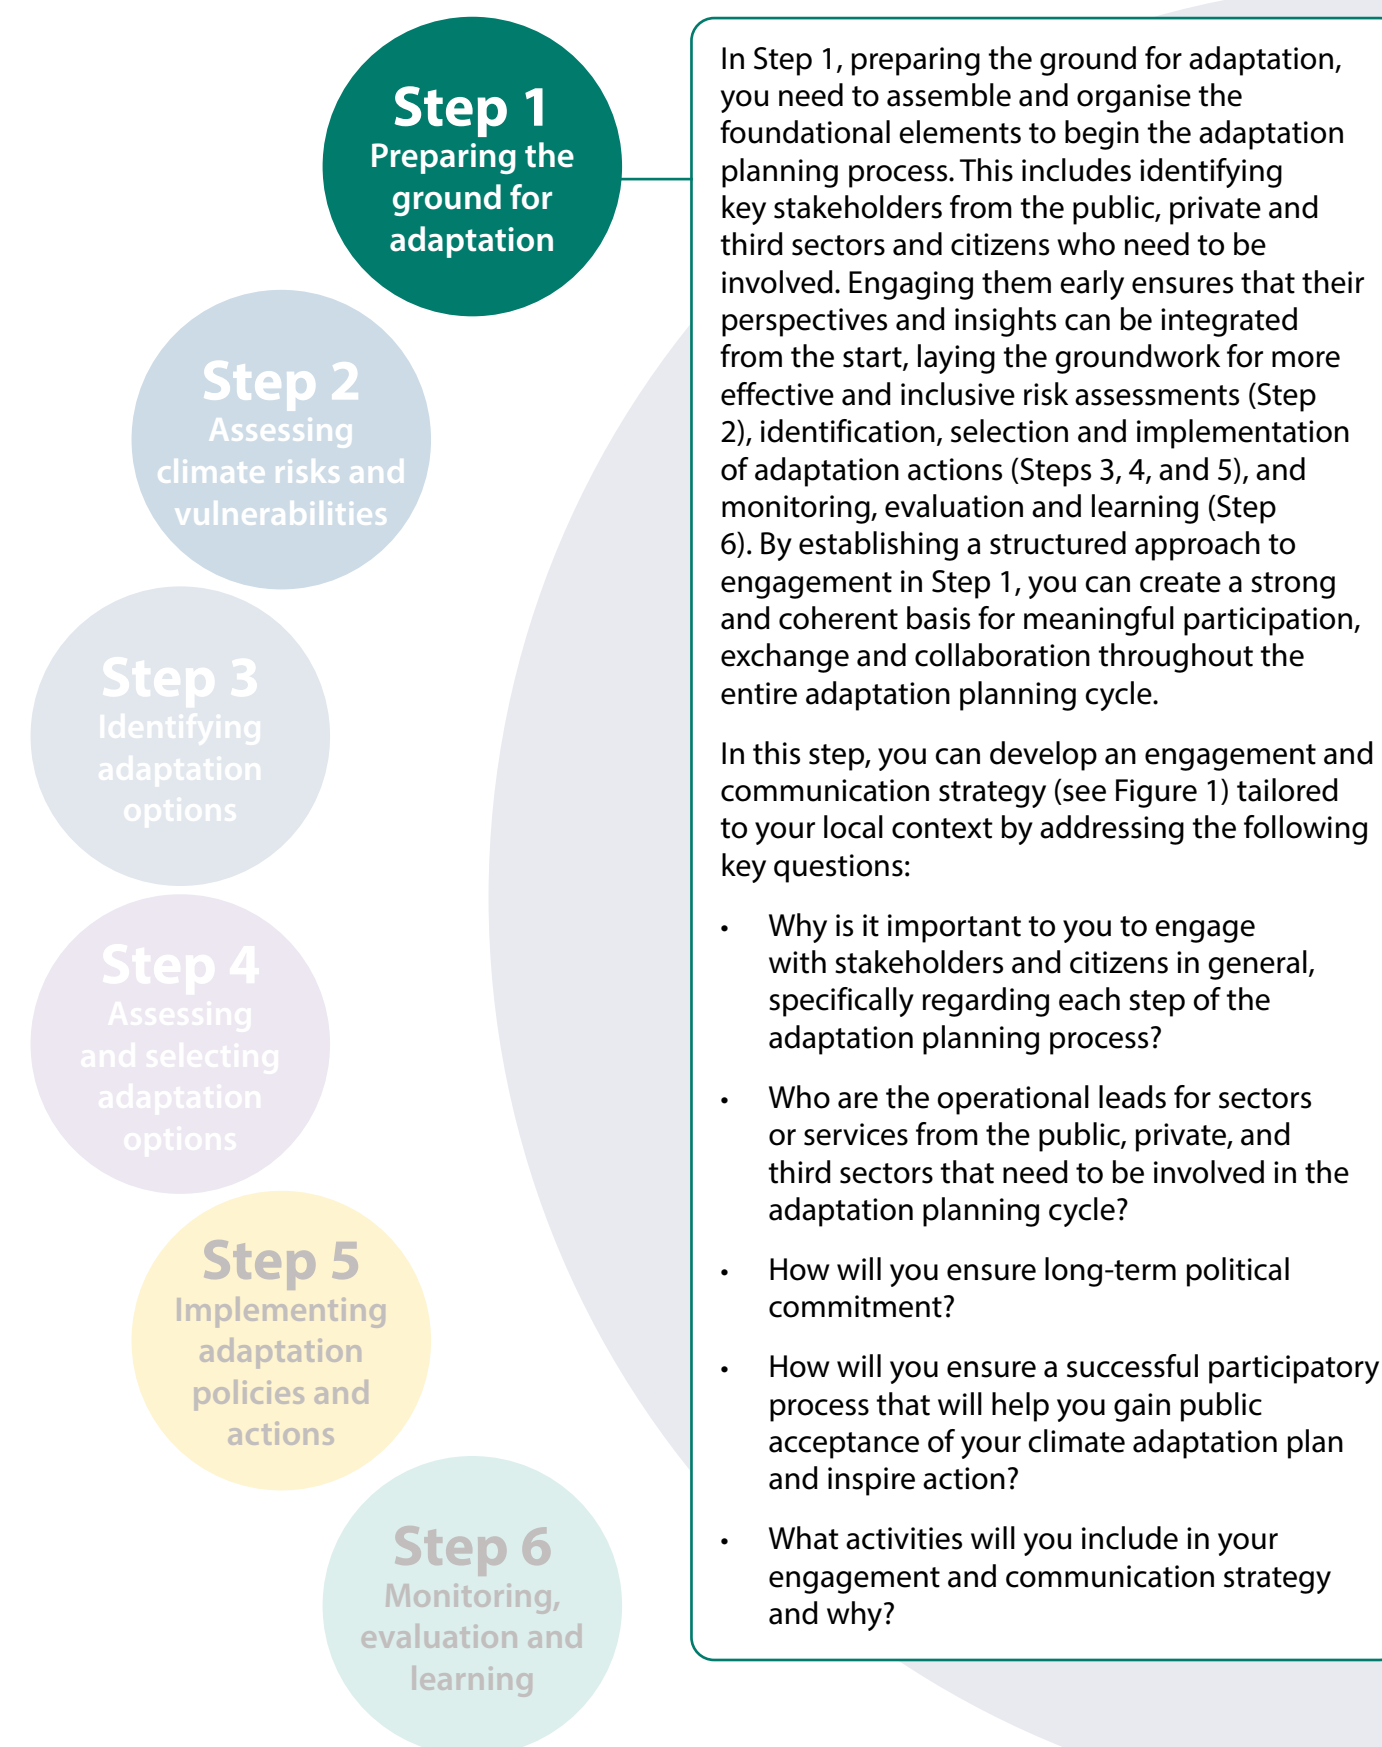 Step 1
Preparing the
ground for
adaptation
Step 2
Assessing
climate risks and
vulnerabilities
Step 3
Identifying
adaptation
options
Step 4
Assessing
and selecting
adaptation
options
Step 5
Implementing
adaptation
policies and
actions
Step 6
Monitoring,
evaluation and
learning
In Step 1, preparing the ground for adaptation,
you need to assemble and organise the
foundational elements to begin the adaptation
planning process. This includes identifying
key stakeholders from the public, private and
third sectors and citizens who need to be
involved. Engaging them early ensures that their
perspectives and insights can be integrated
from the start, laying the groundwork for more
effective and inclusive risk assessments (Step
2), identification, selection and implementation
of adaptation actions (Steps 3, 4, and 5), and
monitoring, evaluation and learning (Step
6). By establishing a structured approach to
engagement in Step 1, you can create a strong
and coherent basis for meaningful participation,
exchange and collaboration throughout the
entire adaptation planning cycle.
In this step, you can develop an engagement and
communication strategy (see Figure 1) tailored
to your local context by addressing the following
key questions:
• Why is it important to you to engage
with stakeholders and citizens in general,
specifically regarding each step of the
adaptation planning process?
• Who are the operational leads for sectors
or services from the public, private, and
third sectors that need to be involved in the
adaptation planning cycle?
• How will you ensure long-term political
commitment?
• How will you ensure a successful participatory
process that will help you gain public
acceptance of your climate adaptation plan
and inspire action?
• What activities will you include in your
engagement and communication strategy
and why?